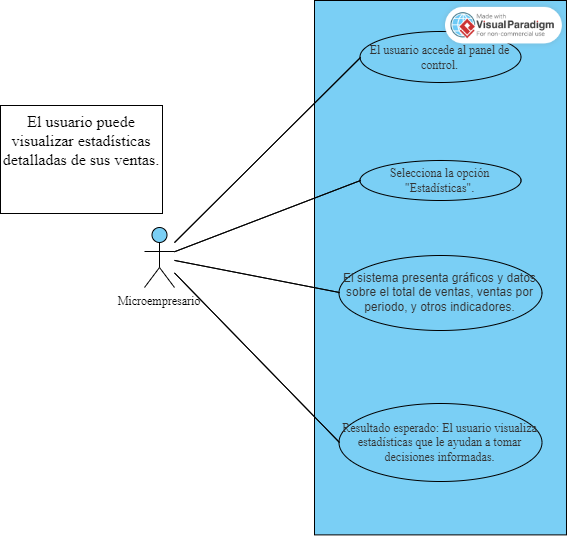 Made with
Visual Paradigm
For non-commercial use
El usuario accede al panel de
control.
El usuario puede
visualizar estadísticas
detalladas de sus ventas.
Selecciona la opción
"Estadísticas".
Microempresario
El sistema presenta gráficos y datos
sobre el total de ventas, ventas por
periodo, y otros indicadores.
Resultado esperado: El usuario visualiza
estadísticas que le ayudan a tomar
decisiones informadas.